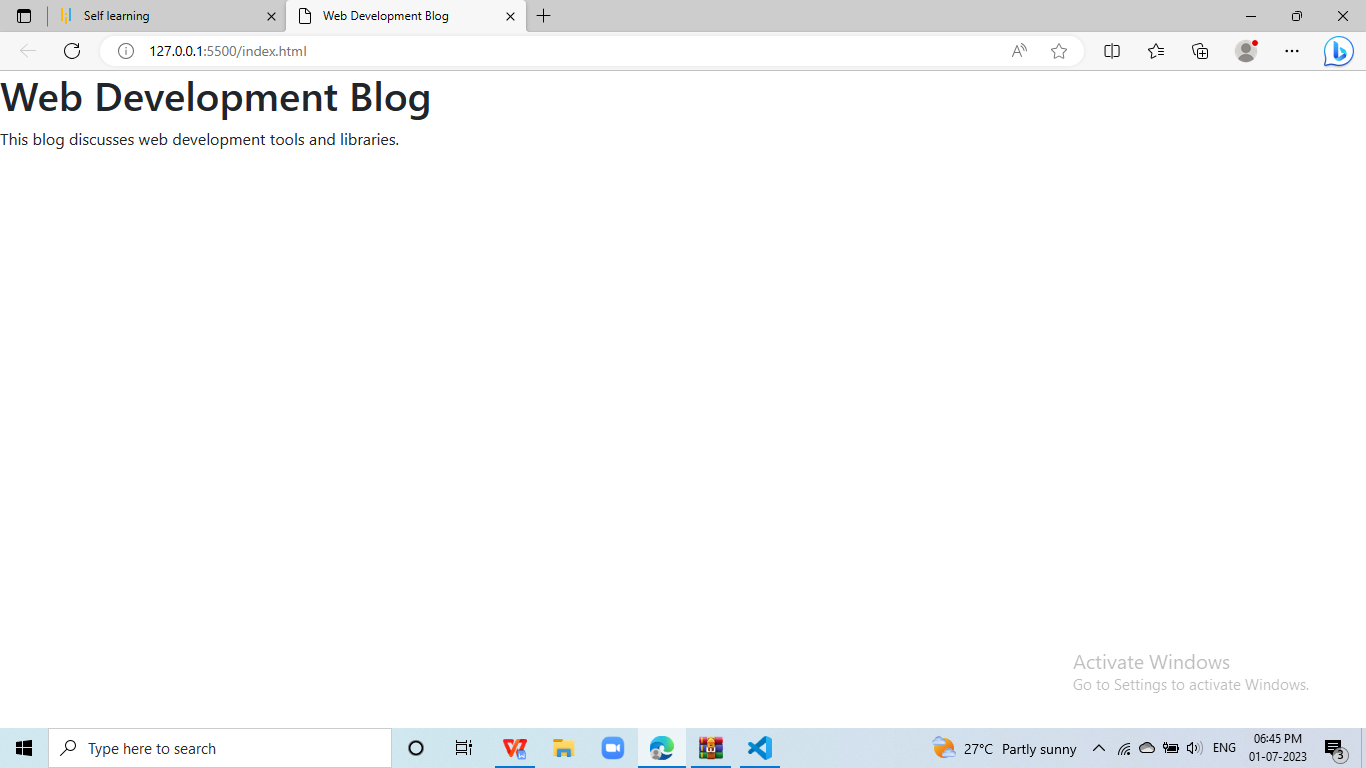 Self learning
Web Development Blog
127.0.0.1:5500/index.html
Web Development Blog
This blog discusses web development tools and libraries.
Activate Windows
Go to Settings to activate Windows.
Type here to search
27°C Partly sunny
ENG
06:45 PM
01-07-2023
3